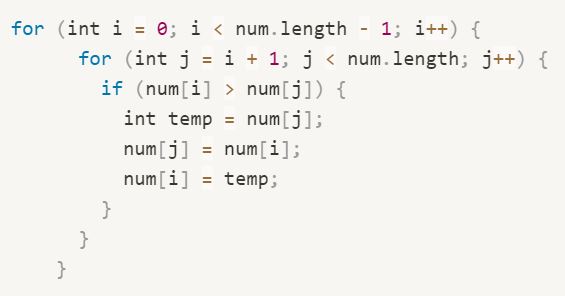 for (int i = 0; i < num.length - 1; i++) {
for (int j = i + 1; j < num.length; j++) {
if (num[i] > num[j]) {
int temp = num[j];
num[j] = num[i];
num[i] = temp;
}
}
}